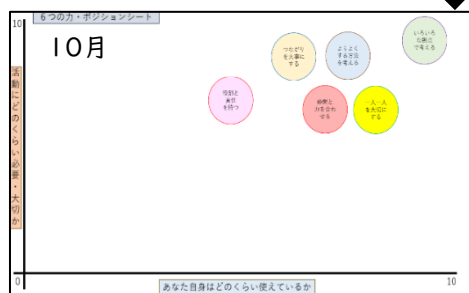 6つの力・ポジションシート
10
10月
いろいろ
な視点
で考える
つながり
を大事に
する
よりよく
する方法
を考える
役割と
責任
を持つ
仲間と
力を合わ
せる
一人一人
を大切に
する
活動にどのくらい必要・大切か
0
あなた自身はどのくらい使えているか
10